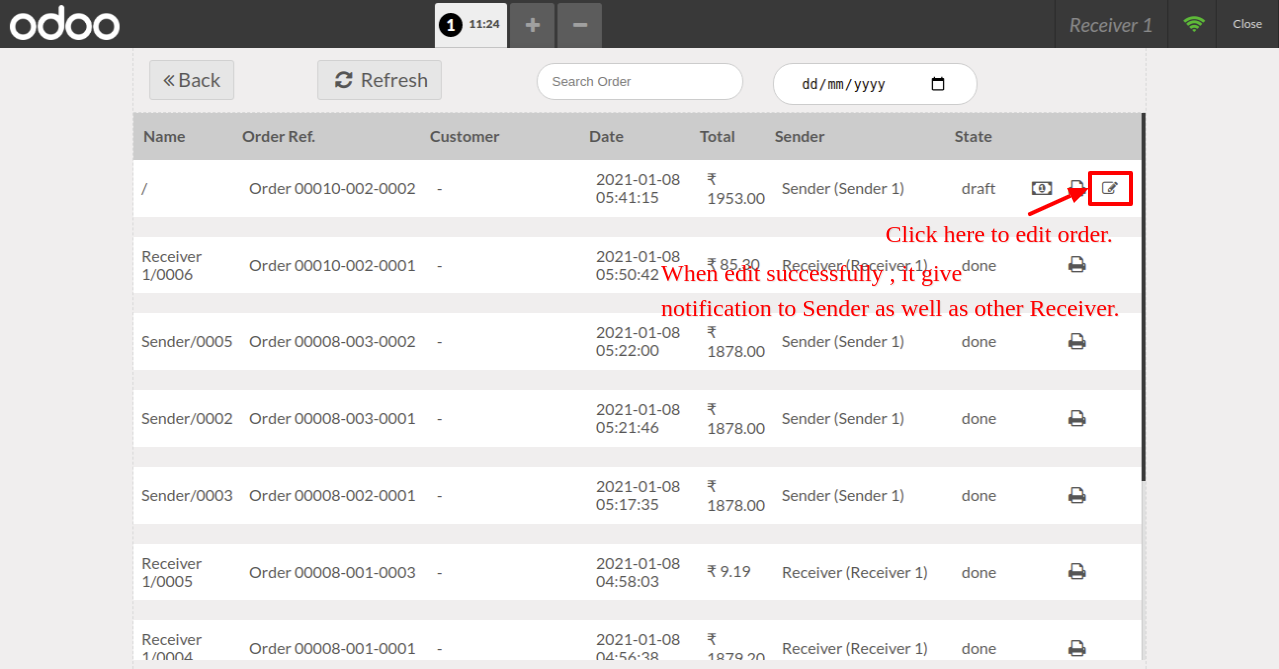 odoo
1 11:24 + −
Receiver 1
Close
« Back
Refresh
Search Order
dd/mm/yyyy
Name Order Ref. Customer Date Total Sender State
/ Order 00010-002-0002 - 2021-01-08 05:41:15 ₹ 1953.00 Sender (Sender 1) draft
Click here to edit order.
Receiver 1/0006 Order 00010-002-0001 - 2021-01-08 05:50:42 ₹ 85.30 Receiver (Receiver 1) done
When edit successfully , it give
notification to Sender as well as other Receiver.
Sender/0005 Order 00008-003-0002 - 2021-01-08 05:22:00 ₹ 1878.00 Sender (Sender 1) done
Sender/0002 Order 00008-003-0001 - 2021-01-08 05:21:46 ₹ 1878.00 Sender (Sender 1) done
Sender/0003 Order 00008-002-0001 - 2021-01-08 05:17:35 ₹ 1878.00 Sender (Sender 1) done
Receiver 1/0005 Order 00008-001-0003 - 2021-01-08 04:58:03 ₹ 9.19 Receiver (Receiver 1) done
Receiver 1/0004 Order 00008-001-0002 - 2021-01-08 04:56:38 ₹ 1879.20 Receiver (Receiver 1) done